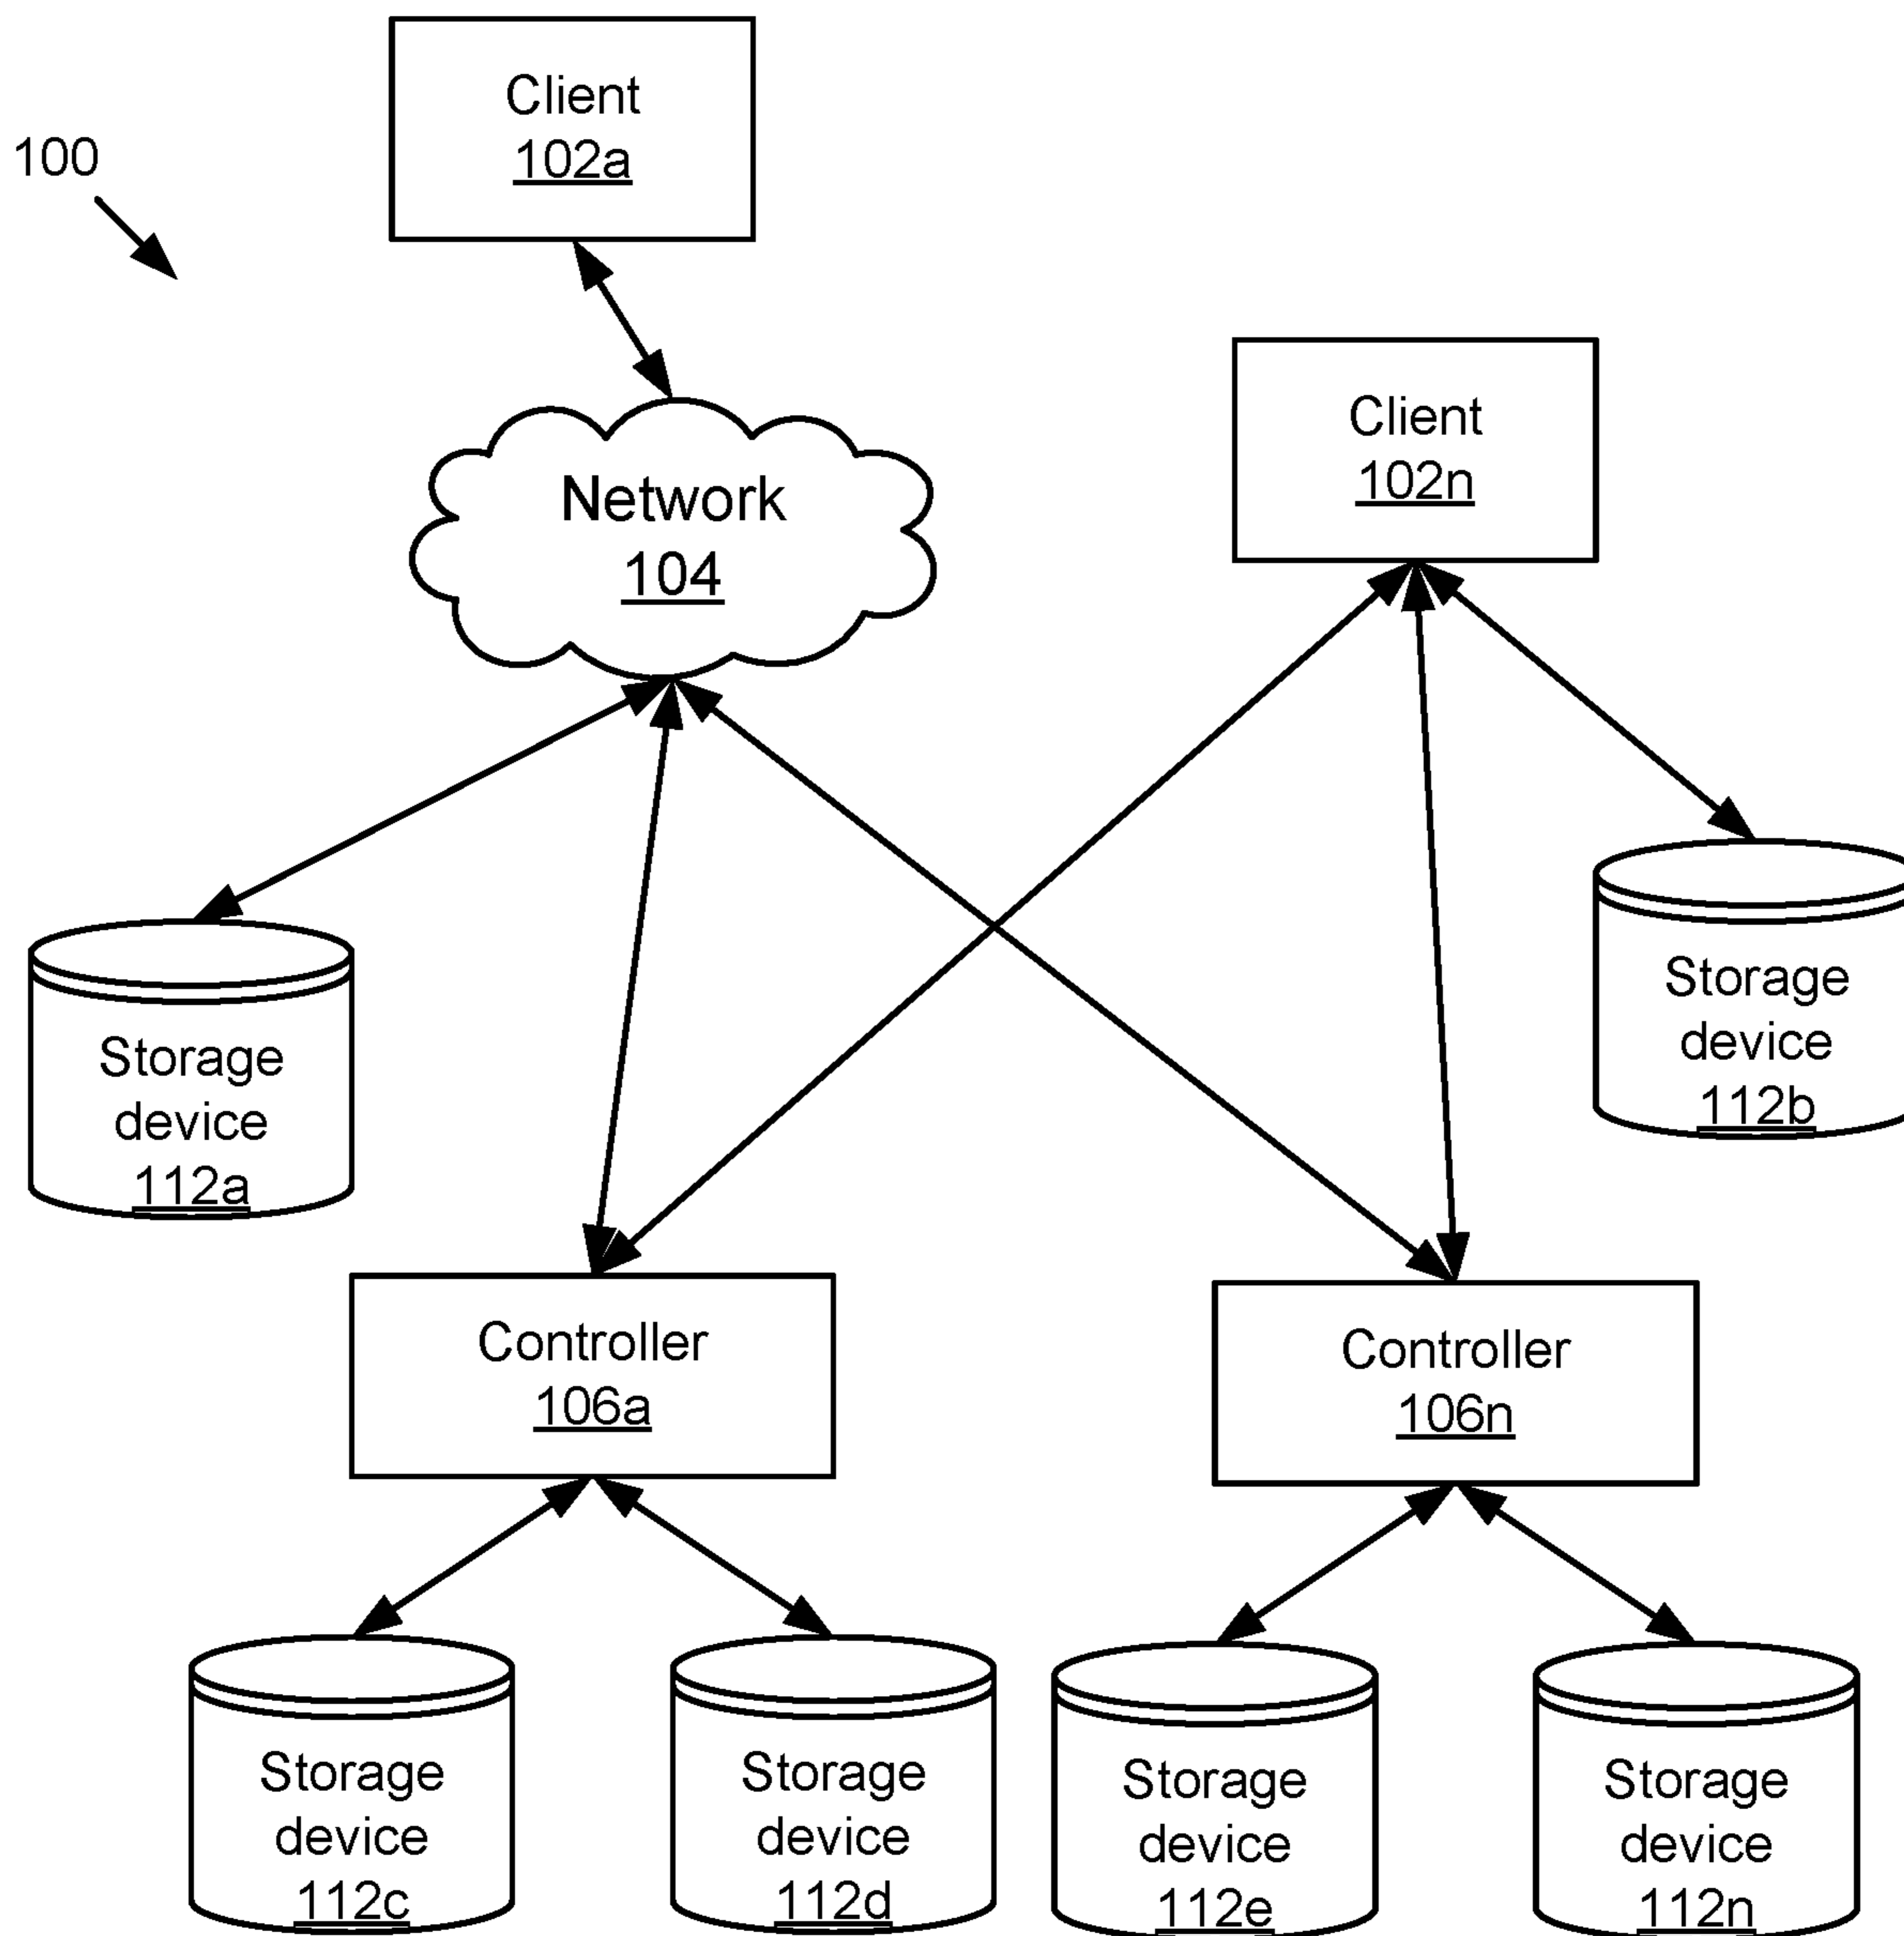 Client
102a
100
Client
102n
Network
104
Storage
device
112b
Storage
device
112a
Controller
106a
Controller
106n
Storage
device
112c
Storage
device
112d
Storage
device
112e
Storage
device
112n